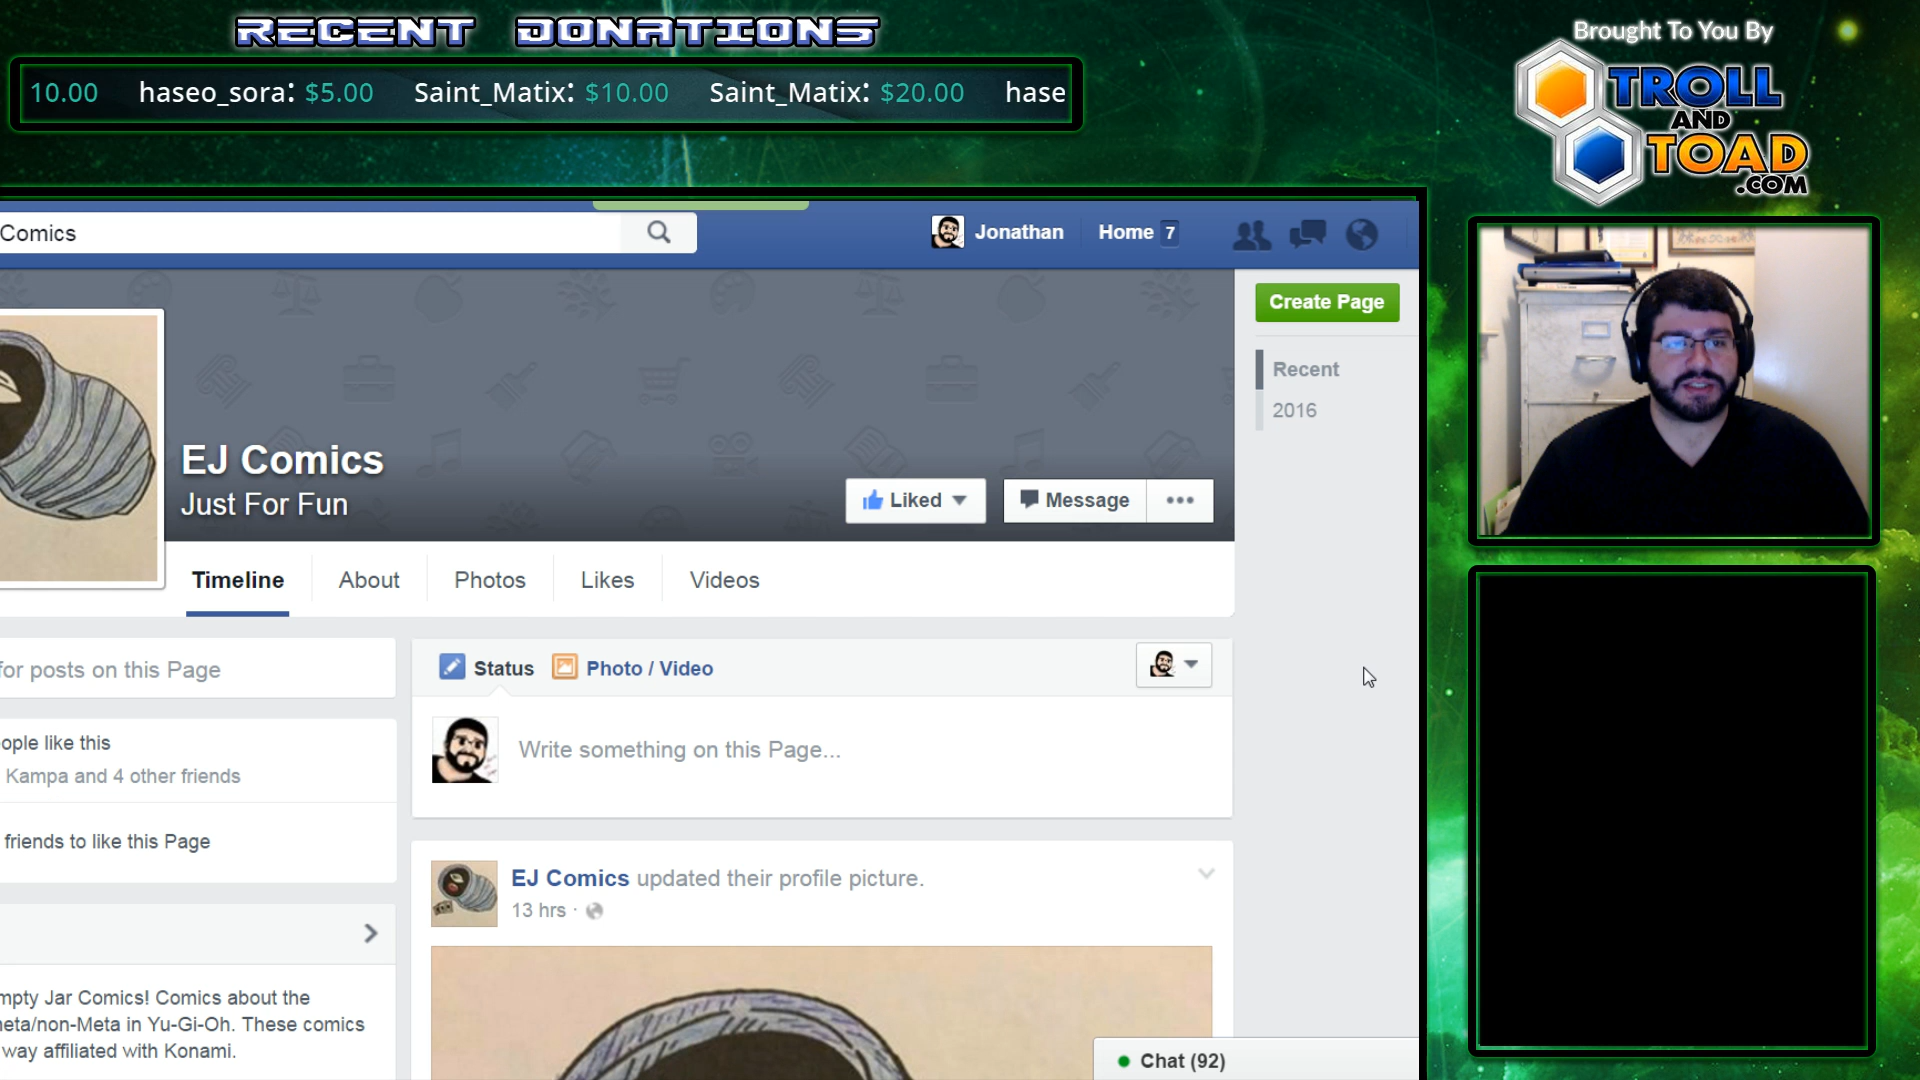 RECENT JONATIONS
10.00 haseo_sora: $5.00 Saint_Matix: $10.00 Saint_Matix: $20.00 hase
Brought To You By
TROLL
AND
TOAD
.COM
Comics
Jonathan Home 7
Create Page
Recent
2016
EJ Comics
Just For Fun
Liked Message
Timeline About Photos Likes Videos
for posts on this Page
Status Photo / Video
ople like this
Kampa and 4 other friends
Write something on this Page...
friends to like this Page
EJ Comics updated their profile picture.
13 hrs ·
mpty Jar Comics! Comics about the
neta/non-Meta in Yu-Gi-Oh. These comics
way affiliated with Konami.
Chat (92)